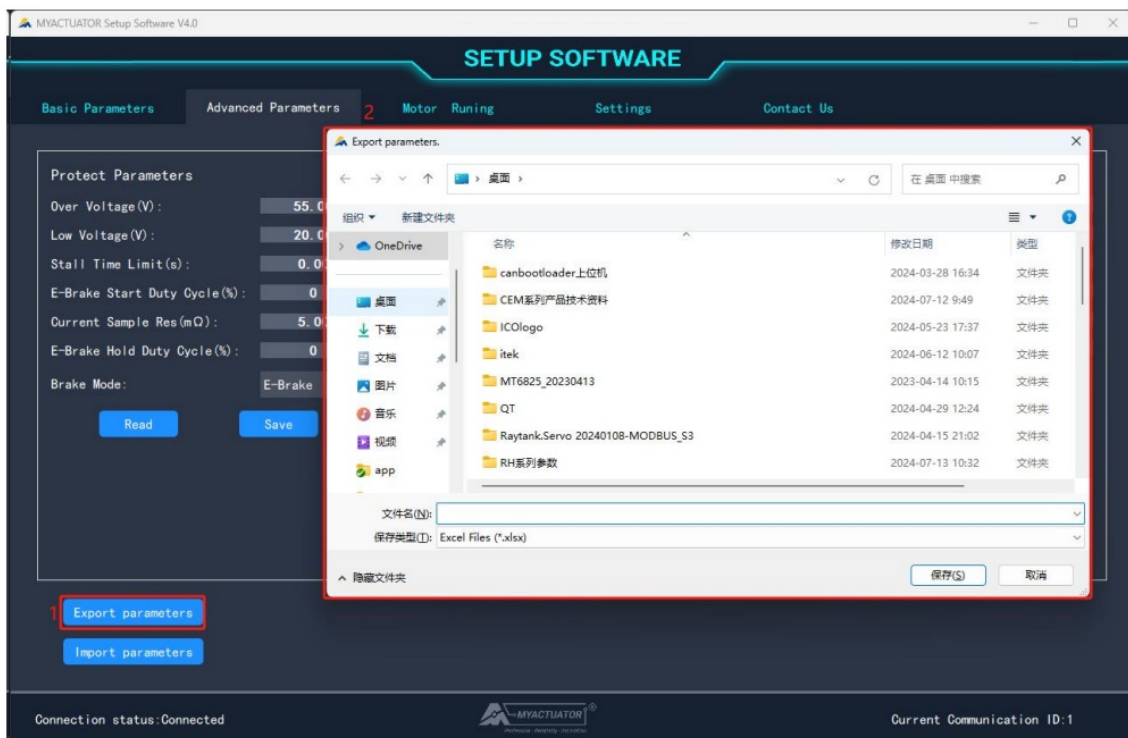 MYACTUATOR Setup Software V4.0
SETUP SOFTWARE
Basic Parameters Advanced Parameters 2 Motor Runing Settings Contact Us
Export parameters.
桌面
在 桌面 中搜索
组织 新建文件夹
Protect Parameters
Over Voltage(V): 55.0
Low Voltage(V): 20.0
Stall Time Limit(s): 0.0
E-Brake Start Duty Cycle(%): 0
Current Sample Res(mΩ): 5.0
E-Brake Hold Duty Cycle(%): 0
Brake Mode: E-Brake
Read Save
OneDrive
桌面
下载
文档
图片
音乐
视频
app
名称 修改日期 类型
canbootloader上位机 2024-03-28 16:34 文件夹
CEM系列产品技术资料 2024-07-12 9:49 文件夹
ICOlogo 2024-05-23 17:37 文件夹
itek 2024-06-12 10:07 文件夹
MT6825_20230413 2023-04-14 10:15 文件夹
QT 2024-04-29 12:24 文件夹
Raytank.Servo 20240108-MODBUS_S3 2024-04-15 21:02 文件夹
RH系列参数 2024-07-13 10:32 文件夹
文件名(N):
保存类型(T): Excel Files (*.xlsx)
隐藏文件夹 保存(S) 取消
1 Export parameters
Import parameters
Connection status:Connected
MYACTUATOR®
Current Communication ID:1